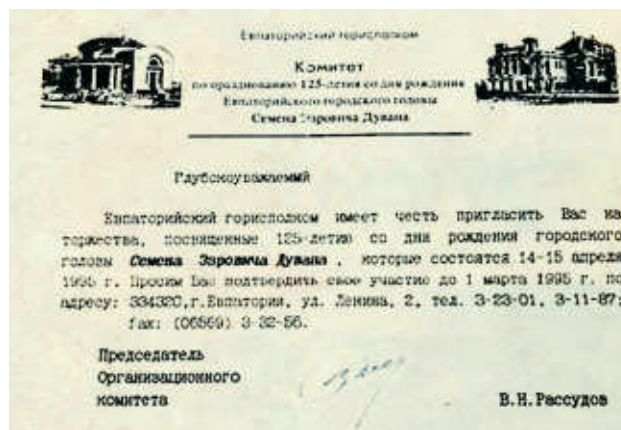 Евпаторийский горисполком
Комитет
по празднованию 125-летия со дня рождения
Евпаторийского городского головы
Семена Эзровича Дувана
Глубокоуважаемый
Евпаторийский горисполком имеет честь пригласить Вас на
торжества, посвященные 125-летию со дня рождения городского
головы Семена Эзровича Дувана , которые состоятся 14-15 апреля
1995 г. Просим Вас подтвердить свое участие до 1 марта 1995 г. по
адресу: 334320,г.Евпатория, ул. Ленина, 2, тел. 3-23-01, 3-11-87;
fax: (06569) 3-32-56.
Председатель
Организационного
комитета
В.Н.Рассудов